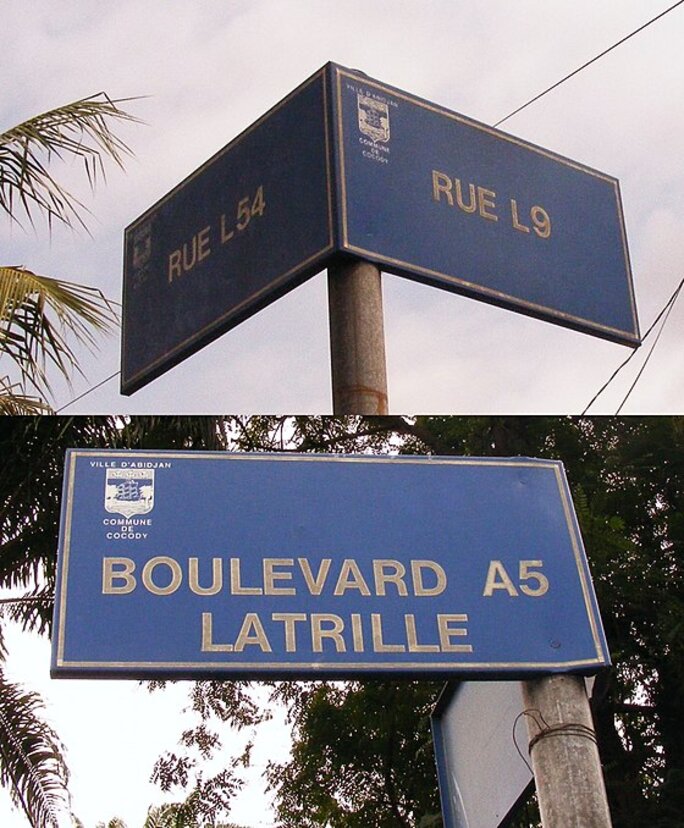 RUE L54
VILLE D'ABIDJAN
COMMUNE
DE
COCODY
RUE L9
VILLE D'ABIDJAN
COMMUNE
DE
COCODY
BOULEVARD A5
LATRILLE